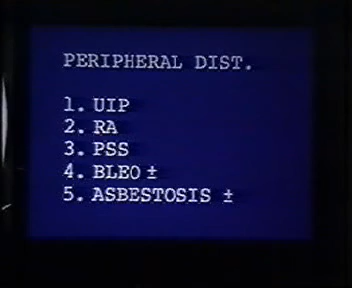 PERIPHERAL DIST.
1. UIP
2. RA
3. PSS
4. BLEO ±
5. ASBESTOSIS ±